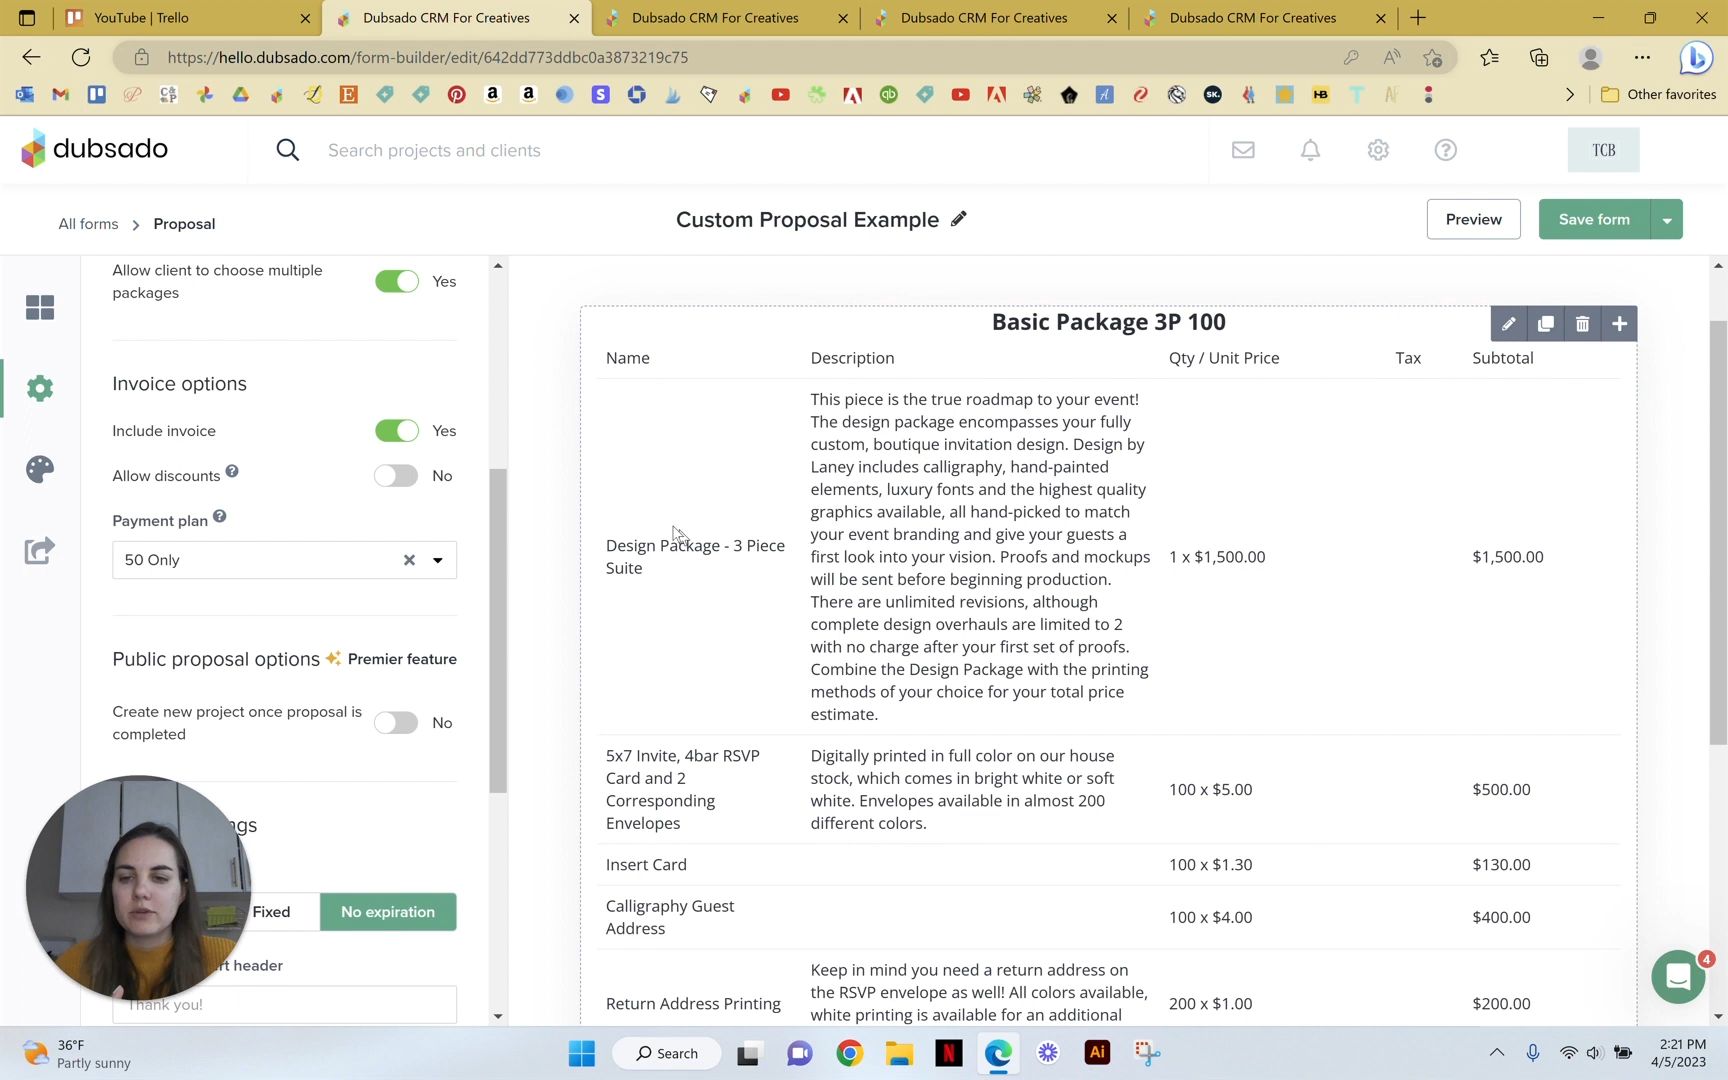 YouTube | Trello
Dubsado CRM For Creatives
Dubsado CRM For Creatives
Dubsado CRM For Creatives
Dubsado CRM For Creatives
https://hello.dubsado.com/form-builder/edit/642dd773ddbc0a3873219c75
Other favorites
dubsado
Search projects and clients
TCB
All forms > Proposal
Custom Proposal Example
Preview
Save form
Allow client to choose multiple
packages
Yes
Invoice options
Include invoice
Yes
Allow discounts
No
Payment plan
50 Only
Public proposal options
Premier feature
Create new project once proposal is
completed
No
Fixed
No expiration
header
Thank you!
Basic Package 3P 100
Name Description Qty / Unit Price Tax Subtotal
Design Package - 3 Piece
Suite
This piece is the true roadmap to your event!
The design package encompasses your fully
custom, boutique invitation design. Design by
Laney includes calligraphy, hand-painted
elements, luxury fonts and the highest quality
graphics available, all hand-picked to match
your event branding and give your guests a
first look into your vision. Proofs and mockups
will be sent before beginning production.
There are unlimited revisions, although
complete design overhauls are limited to 2
with no charge after your first set of proofs.
Combine the Design Package with the printing
methods of your choice for your total price
estimate.
1 x $1,500.00
$1,500.00
5x7 Invite, 4bar RSVP
Card and 2
Corresponding
Envelopes
Digitally printed in full color on our house
stock, which comes in bright white or soft
white. Envelopes available in almost 200
different colors.
100 x $5.00
$500.00
Insert Card
100 x $1.30
$130.00
Calligraphy Guest
Address
100 x $4.00
$400.00
Return Address Printing
Keep in mind you need a return address on
the RSVP envelope as well! All colors available,
white printing is available for an additional
200 x $1.00
$200.00
4
36°F
Partly sunny
Search
2:21 PM
4/5/2023